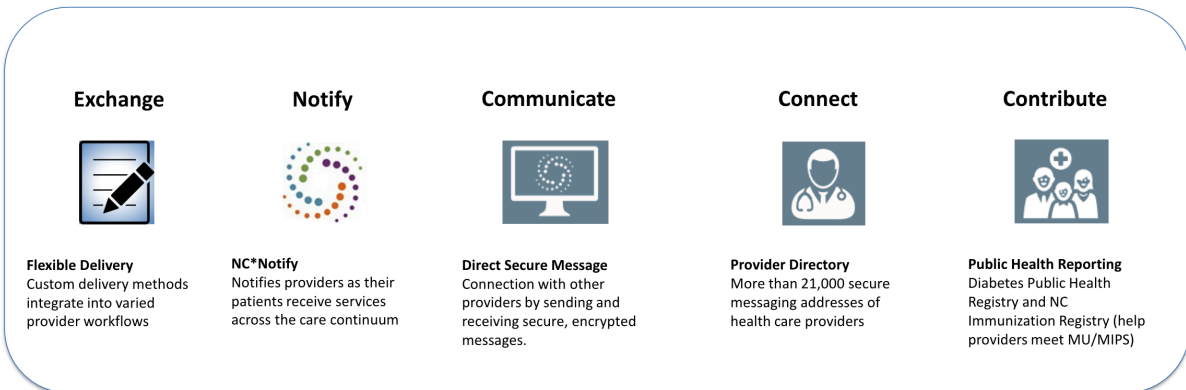 Exchange
Notify
Communicate
Connect
Contribute
Flexible Delivery
Custom delivery methods
integrate into varied
provider workflows
NC*Notify
Notifies providers as their
patients receive services
across the care continuum
Direct Secure Message
Connection with other
providers by sending and
receiving secure, encrypted
messages.
Provider Directory
More than 21,000 secure
messaging addresses of
health care providers
Public Health Reporting
Diabetes Public Health
Registry and NC
Immunization Registry (help
providers meet MU/MIPS)